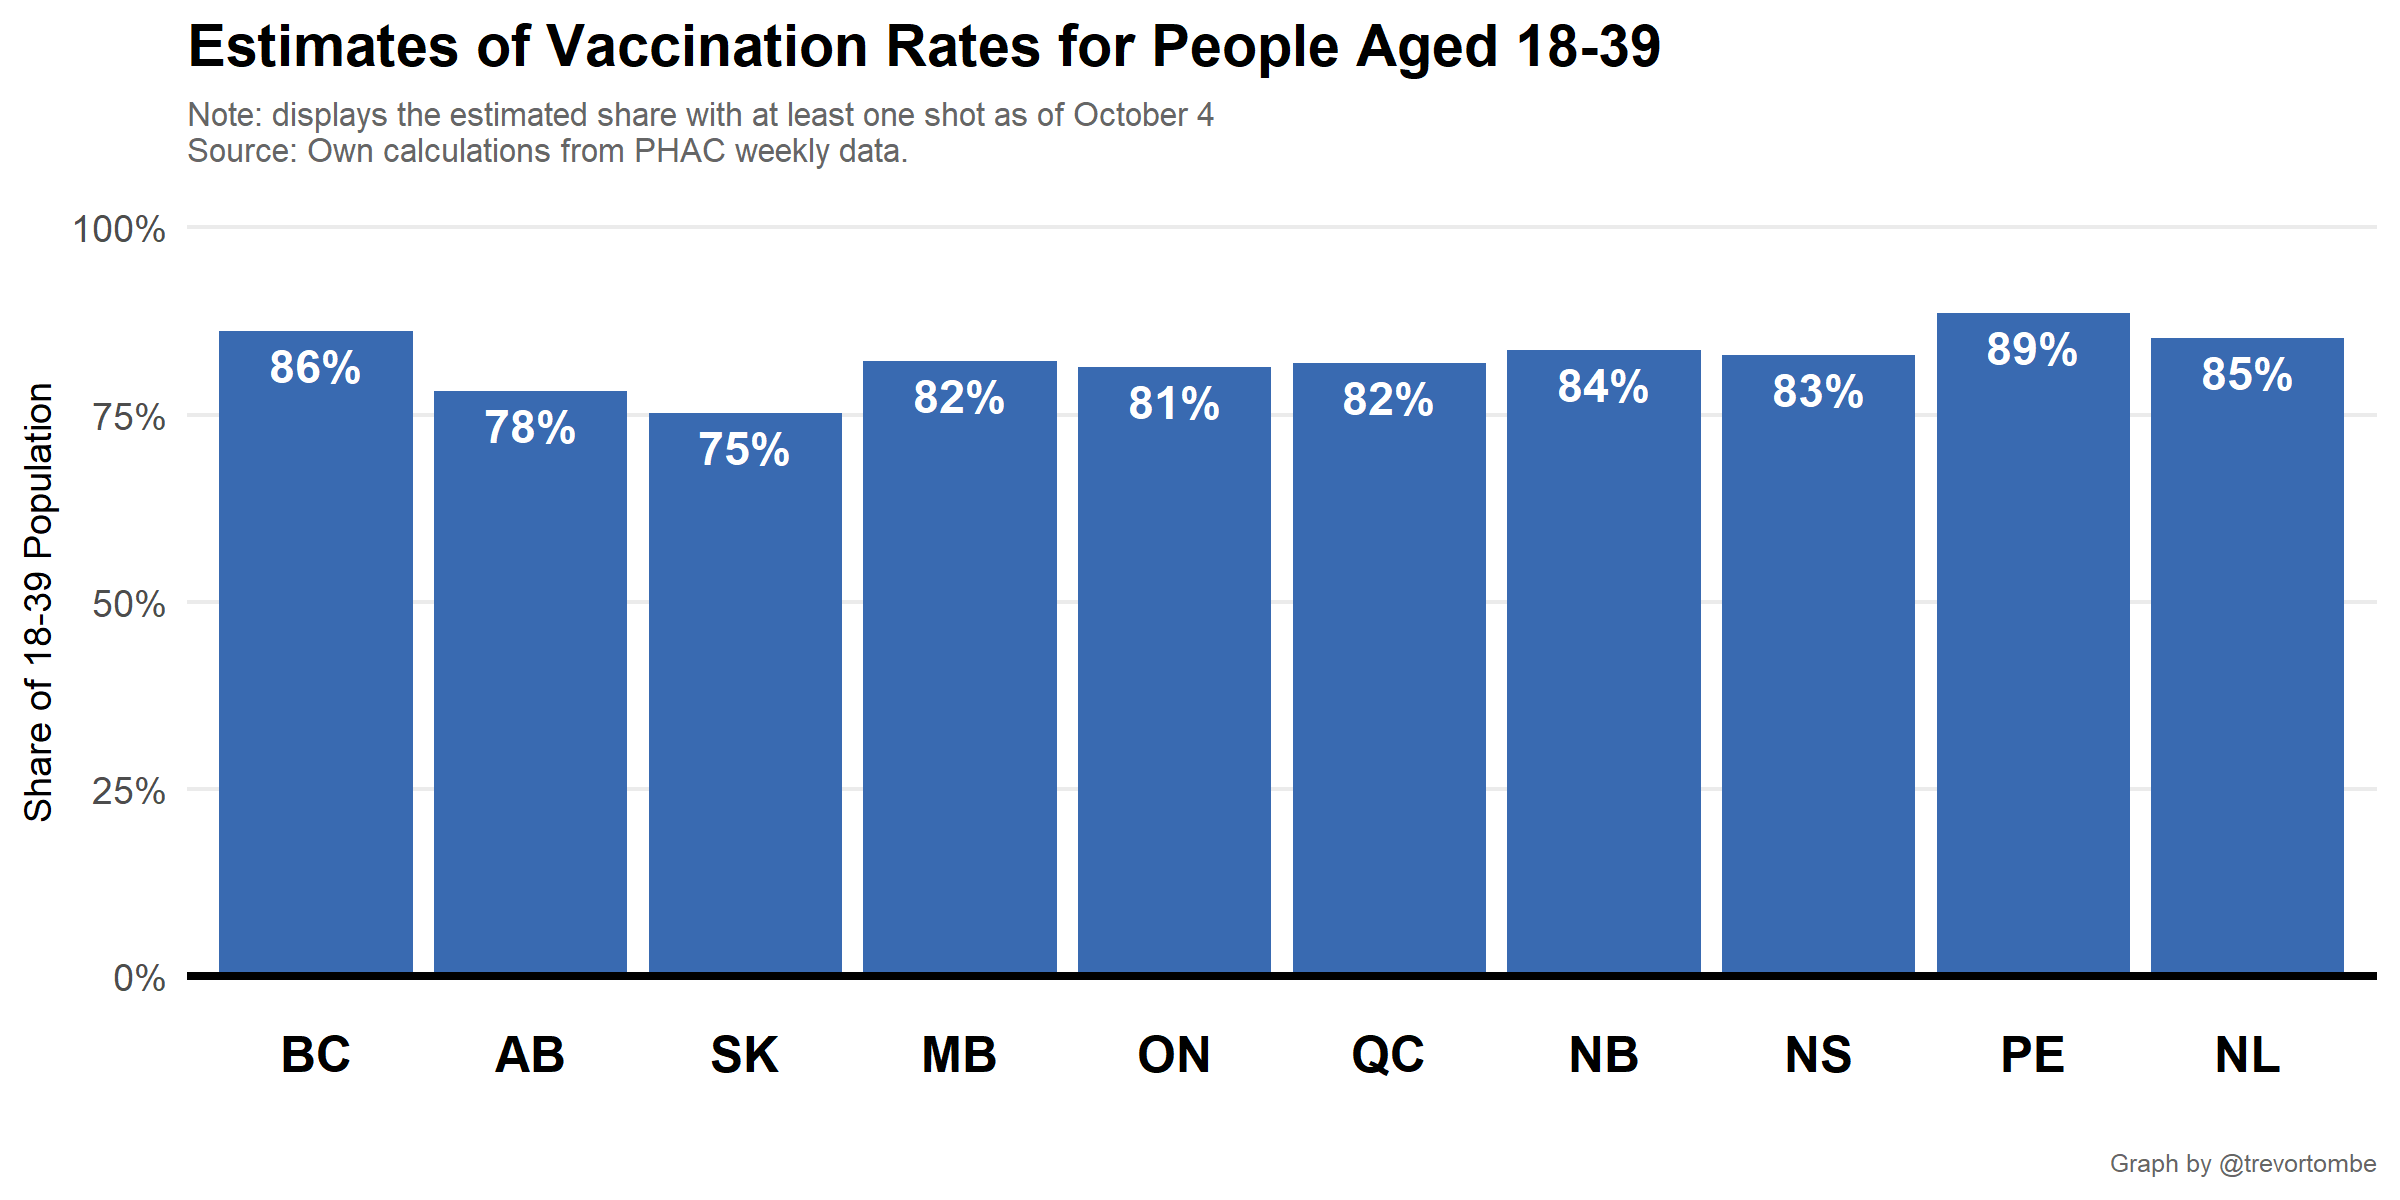 Estimates of Vaccination Rates for People Aged 18-39
Note: displays the estimated share with at least one shot as of October 4
Source: Own calculations from PHAC weekly data.
Share of 18-39 Population
100%
75%
50%
25%
0%
86%
78%
75%
82%
81%
82%
84%
83%
89%
85%
BC
AB
SK
MB
ON
QC
NB
NS
PE
NL
Graph by @trevortombe